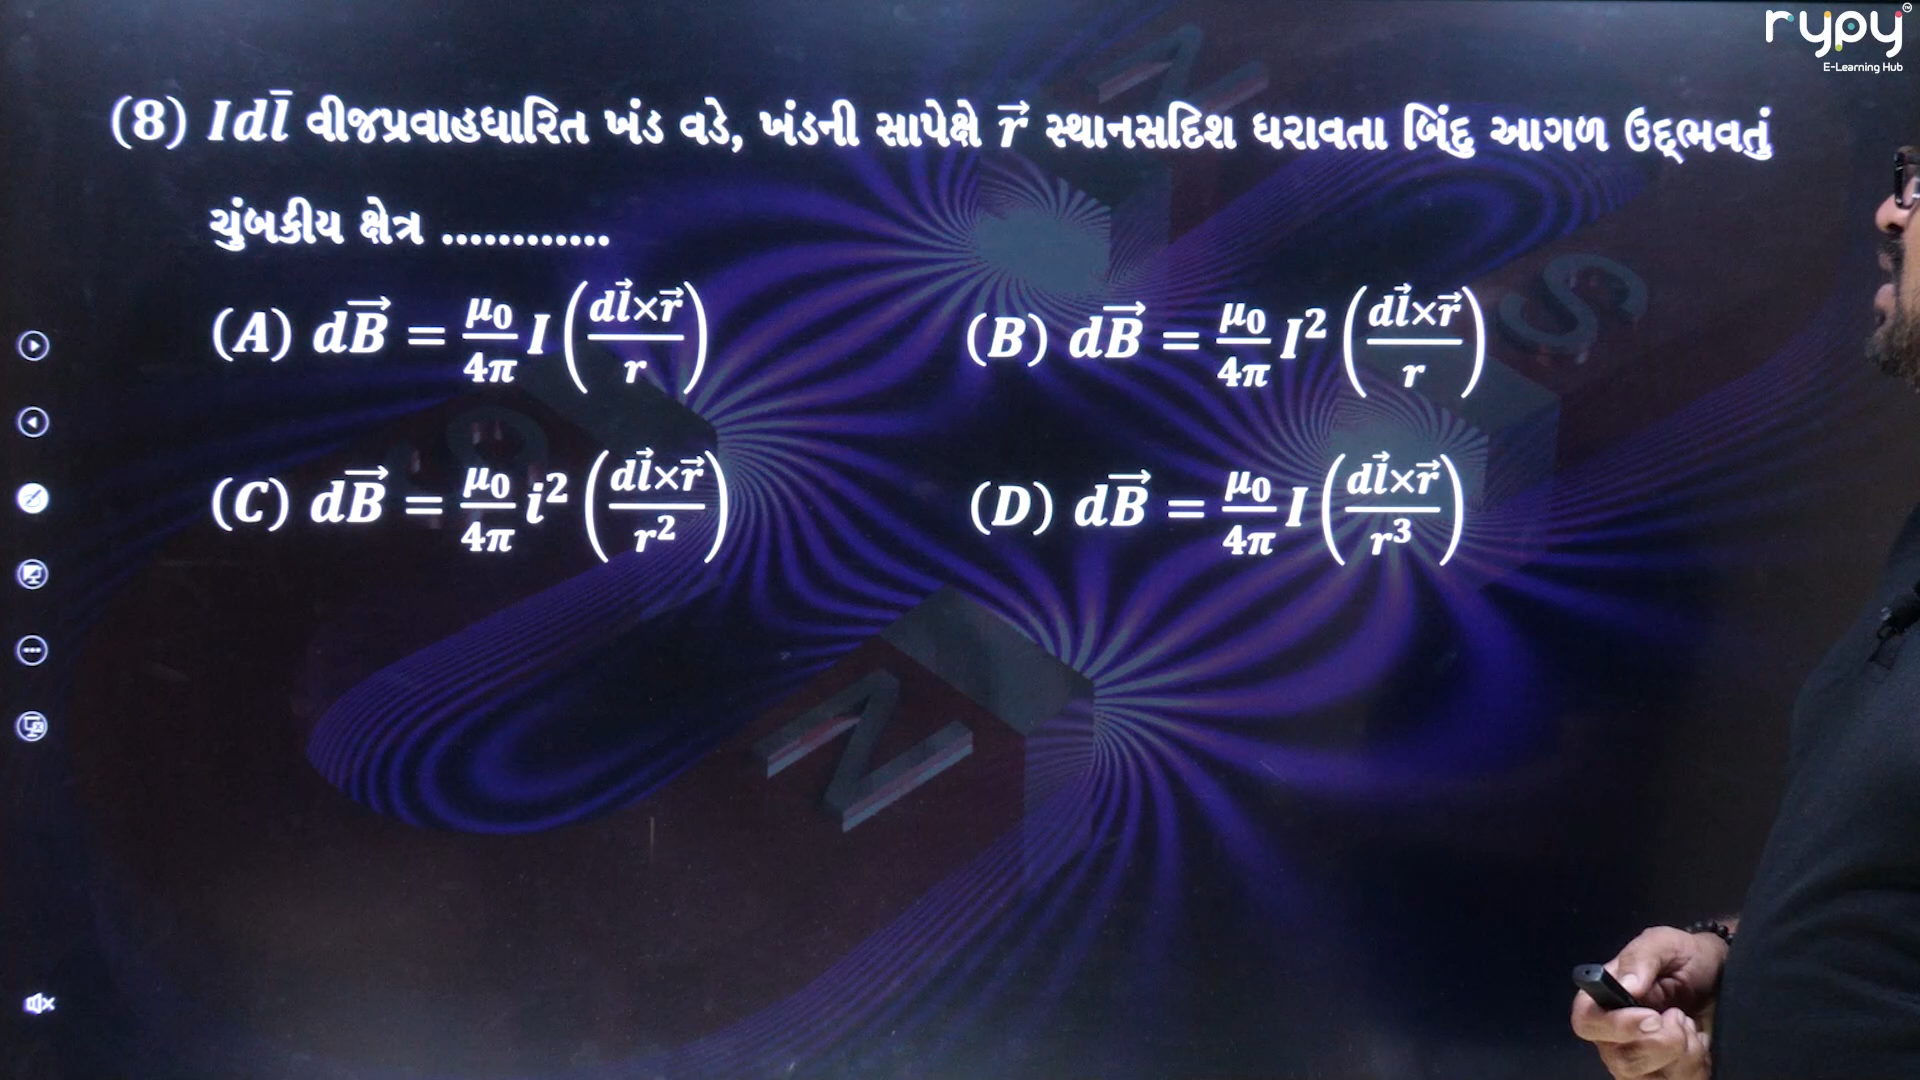 rypy
E-Learning Hub
(8) Idl̄ વીજપ્રવાહધારિત ખંડ વડે, ખંડની સાપેક્ષે r⃗ સ્થાનસદિશ ધરાવતા બિંદુ આગળ ઉદ્ભવતું
ચુંબકીય ક્ષેત્ર ............
(A) dB⃗ = μ₀/4π I (dl⃗×r⃗/r) (B) dB⃗ = μ₀/4π I² (dl⃗×r⃗/r)
(C) dB⃗ = μ₀/4π i² (dl⃗×r⃗/r²) (D) dB⃗ = μ₀/4π I (dl⃗×r⃗/r³)
N
S
N